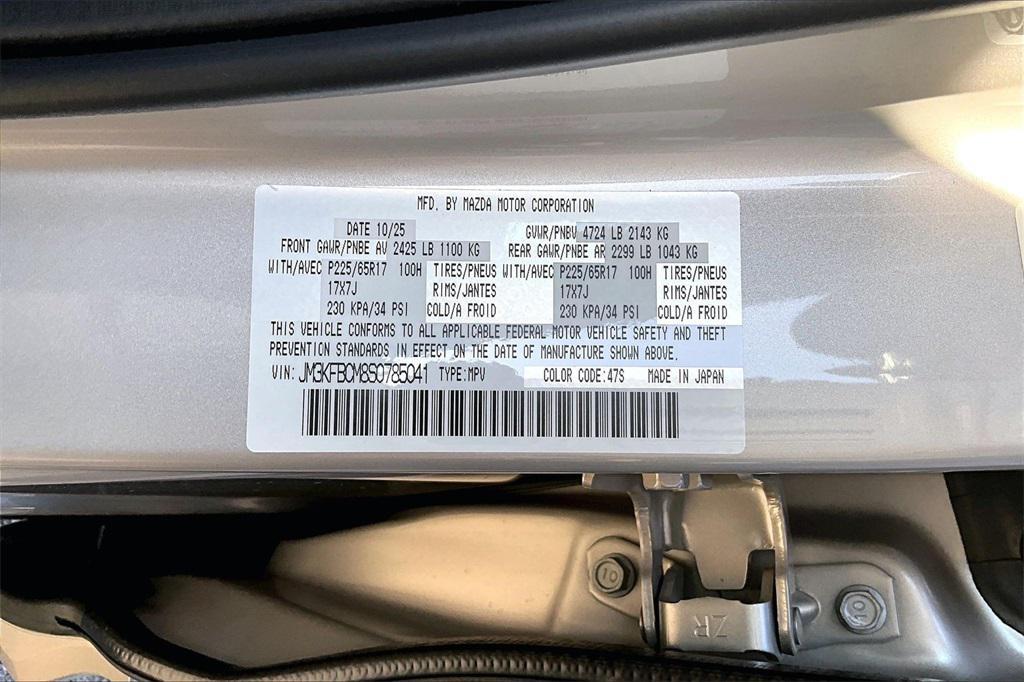 MFD. BY MAZDA MOTOR CORPORATION
DATE 10/25 GVWR/PNBV 4724 LB 2143 KG
FRONT GAWR/PNBE AV 2425 LB 1100 KG REAR GAWR/PNBE AR 2299 LB 1043 KG
WITH/AVEC P225/65R17 100H TIRES/PNEUS WITH/AVEC P225/65R17 100H TIRES/PNEUS
17X7J RIMS/JANTES 17X7J RIMS/JANTES
230 KPA/34 PSI COLD/A FROID 230 KPA/34 PSI COLD/A FROID
THIS VEHICLE CONFORMS TO ALL APPLICABLE FEDERAL MOTOR VEHICLE SAFETY AND THEFT
PREVENTION STANDARDS IN EFFECT ON THE DATE OF MANUFACTURE SHOWN ABOVE.
VIN: JM3KFBCM8S0785041 TYPE:MPV COLOR CODE:47S MADE IN JAPAN
10
10
ZR